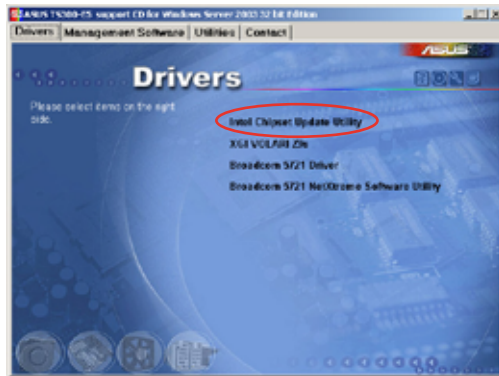 ASUS TS300-E5 support CD for Windows Server 2003 32 bit Edition
Drivers Management Software Utilities Contact
ASUS
Drivers
Please select items on the right
side.
Intel Chipset Update Utility
XGI VOLARI Z9s
Broadcom 5721 Driver
Broadcom 5721 NetXtreme Software Utility